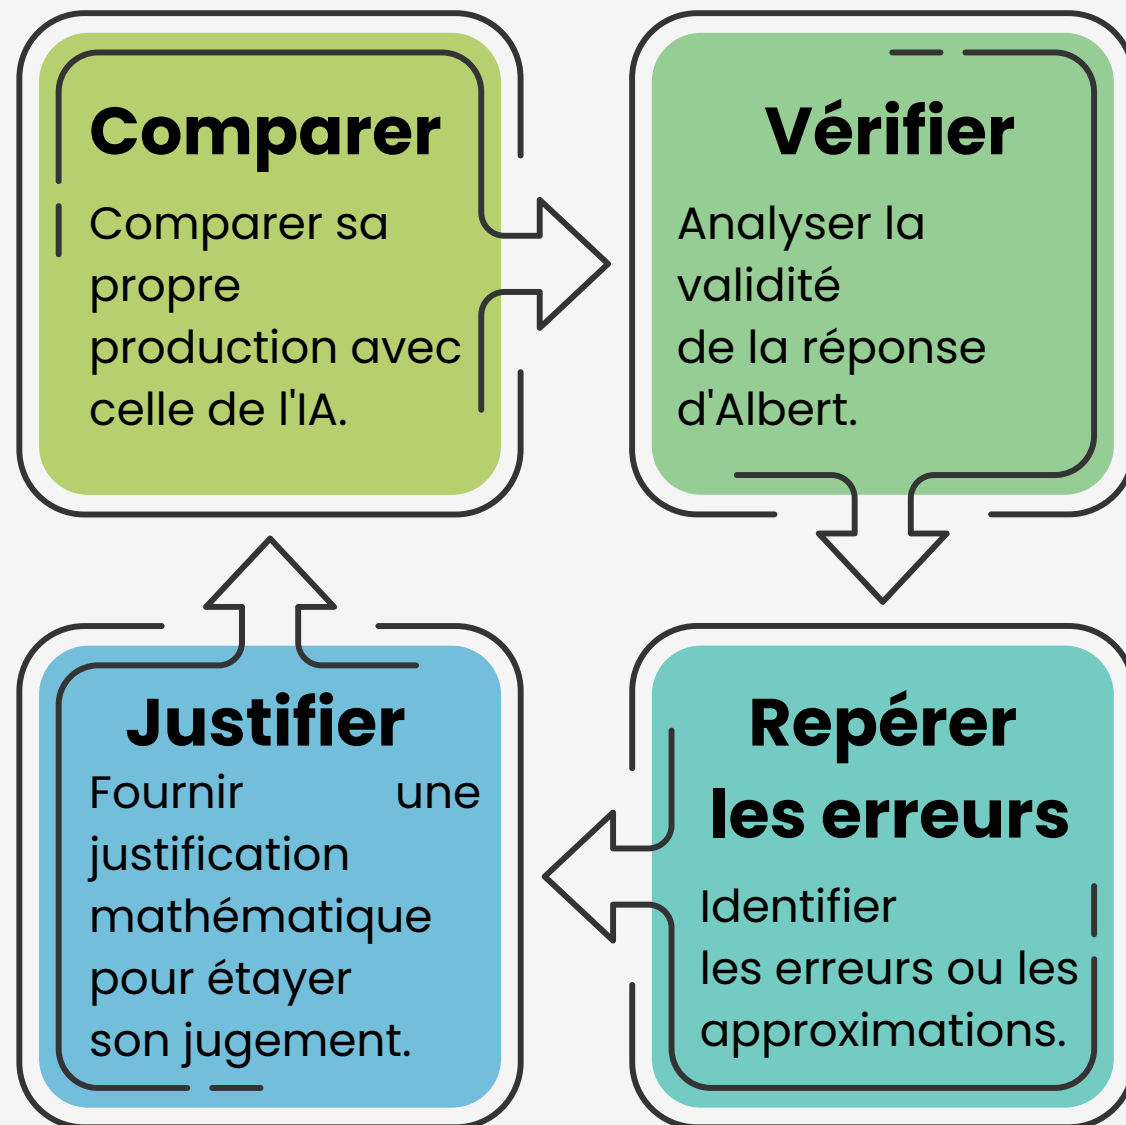 Comparer
Comparer sa
propre
production avec
celle de l'IA.
Vérifier
Analyser la
validité
de la réponse
d'Albert.
Justifier
Fournir une
justification
mathématique
pour étayer
son jugement.
Repérer
les erreurs
Identifier
les erreurs ou les
approximations.